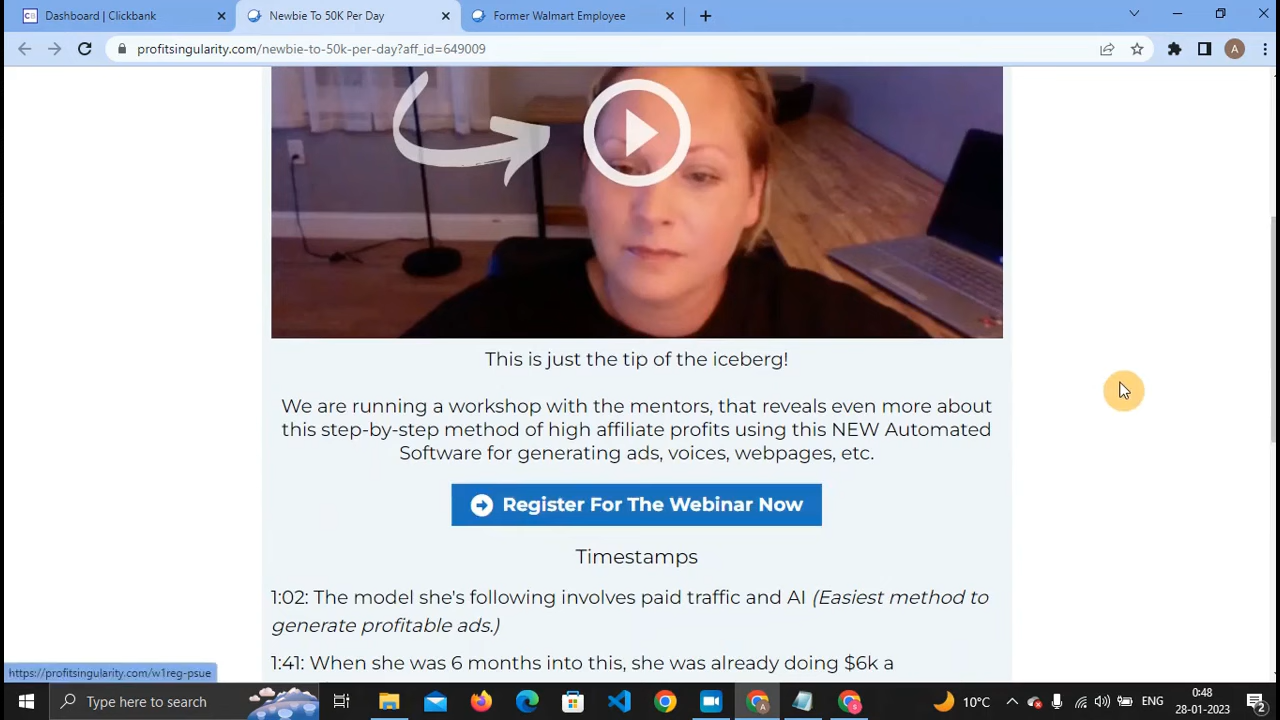 Dashboard | Clickbank
Newbie To 50K Per Day
Former Walmart Employee
profitsingularity.com/newbie-to-50k-per-day?aff_id=649009
A
This is just the tip of the iceberg!
We are running a workshop with the mentors, that reveals even more about
this step-by-step method of high affiliate profits using this NEW Automated
Software for generating ads, voices, webpages, etc.
Register For The Webinar Now
Timestamps
1:02: The model she's following involves paid traffic and AI (Easiest method to
generate profitable ads.)
1:41: When she was 6 months into this, she was already doing $6k a
https://profitsingularity.com/w1reg-psue
Type here to search
10°C
ENG
0:48
28-01-2023
2